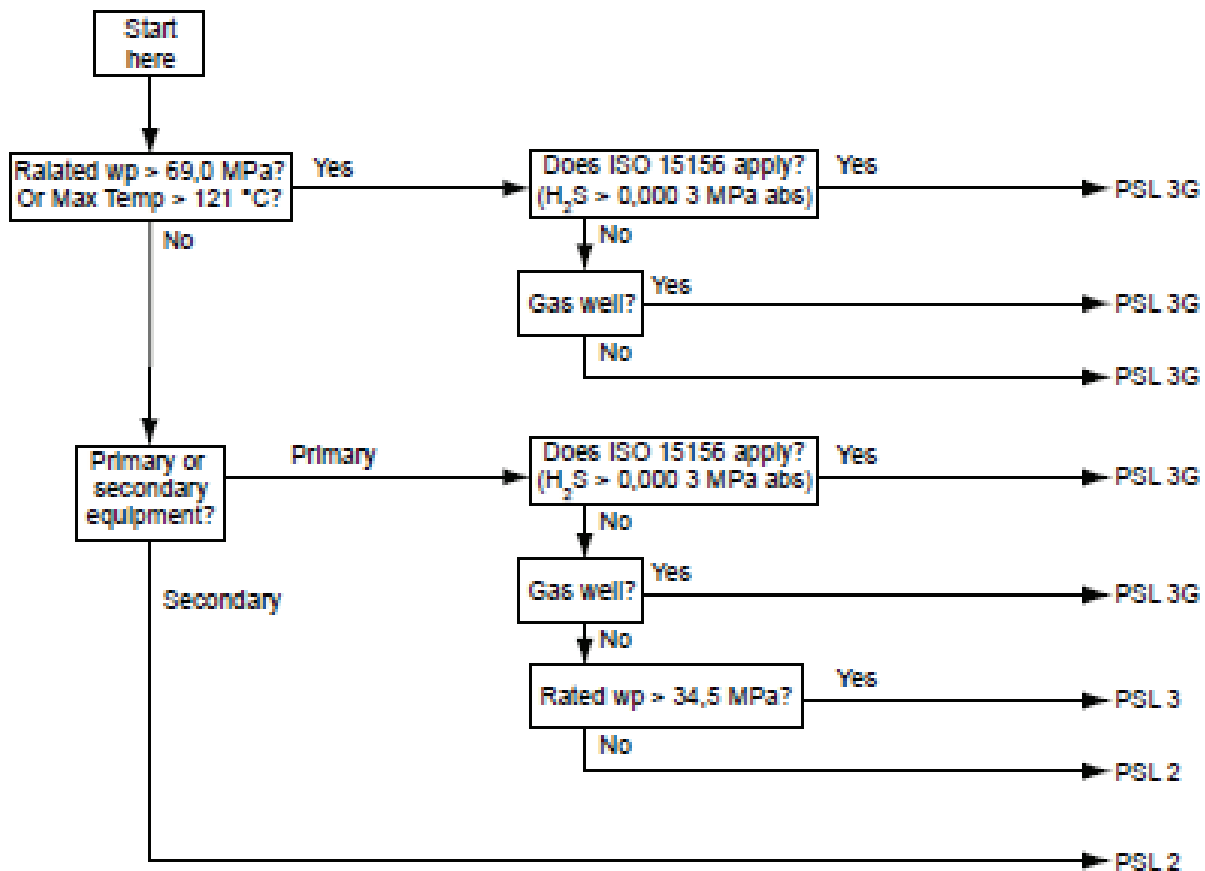 Start
here
Ralated wp > 69,0 MPa?
Or Max Temp > 121 °C?
Yes
No
Does ISO 15156 apply?
(H2S > 0,000 3 MPa abs)
Yes
PSL 3G
No
Gas well?
Yes
PSL 3G
No
PSL 3G
Primary or
secondary
equipment?
Primary
Secondary
Does ISO 15156 apply?
(H2S > 0,000 3 MPa abs)
Yes
PSL 3G
No
Gas well?
Yes
PSL 3G
No
Rated wp > 34,5 MPa?
Yes
PSL 3
No
PSL 2
PSL 2